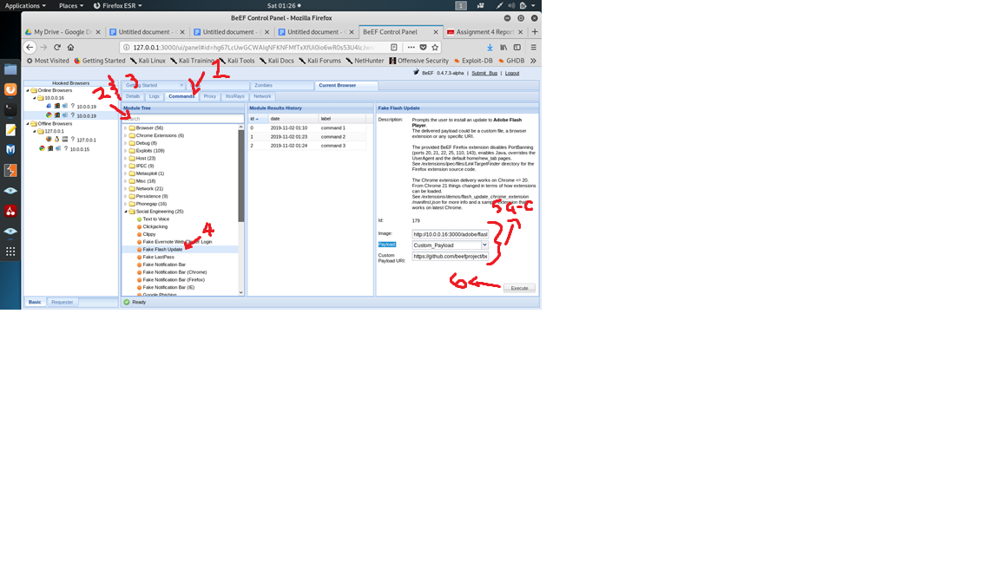 Applications Places Firefox ESR Sat 01:26 1
BeEF Control Panel - Mozilla Firefox
My Drive - Google D Untitled document - Untitled document - Untitled document - BeEF Control Panel Assignment 4 Report
127.0.0.1:3000/ui/panel#id=
Most Visited Getting Started Kali Linux Kali Training Kali Tools Kali Docs Kali Forums NetHunter Offensive Security Exploit-DB GHDB
BeEF 0.4.7.3-alpha | Submit Bug | Logout
Hooked Browsers
Online Browsers
10.0.0.16
? 10.0.0.19
? 10.0.0.19
Offline Browsers
127.0.0.1
? 127.0.0.1
? 10.0.0.15
Basic Requester
Getting Started Zombies Current Browser
Details Logs Commands Proxy XssRays Network
1
2 3
Module Tree
Browser (56)
Chrome Extensions (6)
Debug (8)
Exploits (109)
Host (23)
IPEC (9)
Metasploit (1)
Misc (18)
Network (21)
Persistence (9)
Phonegap (16)
Social Engineering (25)
Text to Voice
Clickjacking
Clippy
Fake Evernote Web Clipper Login
Fake Flash Update
Fake LastPass
Fake Notification Bar
Fake Notification Bar (Chrome)
Fake Notification Bar (Firefox)
Fake Notification Bar (IE)
Google Phishing
4
Ready
Module Results History
id date label
0 2019-11-02 01:10 command 1
1 2019-11-02 01:23 command 2
2 2019-11-02 01:24 command 3
Fake Flash Update
Description: Prompts the user to install an update to Adobe Flash
Player.
The delivered payload could be a custom file, a browser
extension or any specific URI.
The provided BeEF Firefox extension disables PortBanning
(ports 20, 21, 22, 25, 110, 143), enables Java, overrides the
UserAgent and the default home/new_tab pages.
See /extensions/ipec/files/LinkTargetFinder directory for the
Firefox extension source code.
The Chrome extension delivery works on Chrome <= 20.
From Chrome 21 things changed in terms of how extensions
can be loaded.
See /extensions/demos/flash_update_chrome_extension
/manifest.json for more info and a sample extension that
works on latest Chrome.
5 a-c
Id: 179
Image: http://10.0.0.16:3000/adobe/flas
Payload: Custom_Payload
Custom
Payload URI: https://github.com/beefproject/be
6
Execute